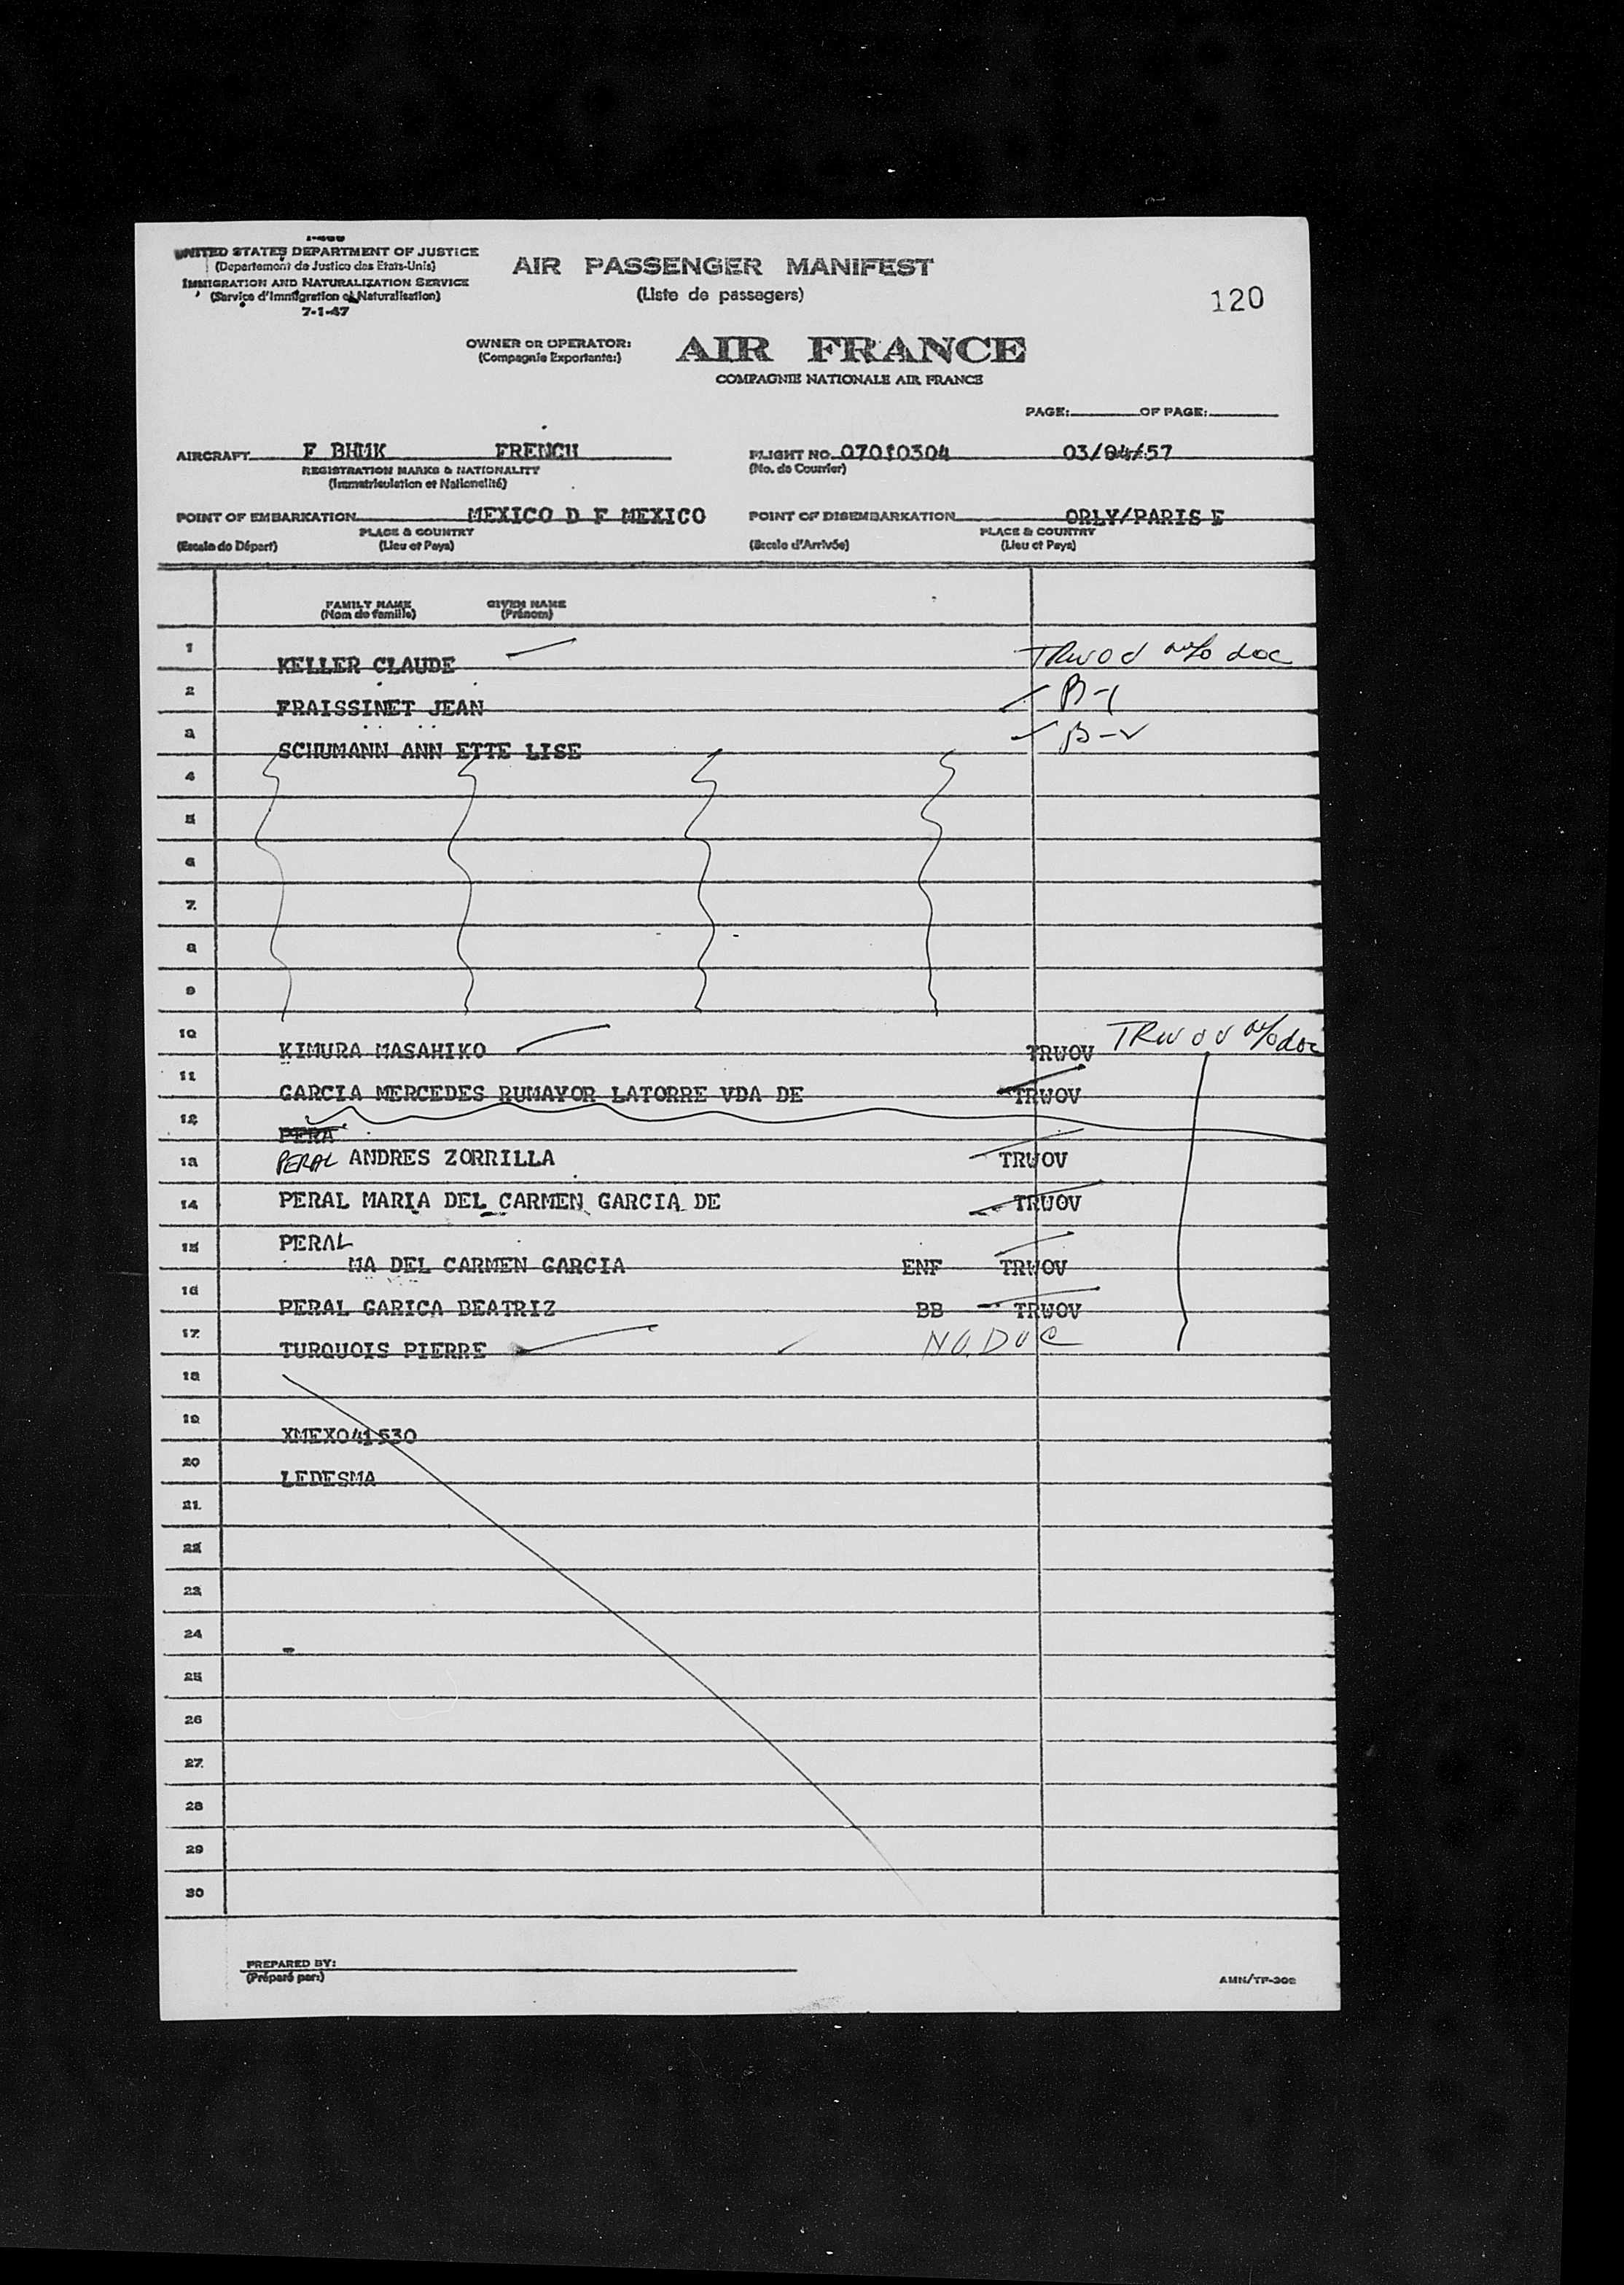 UNITED STATES DEPARTMENT OF JUSTICE
(Departement de Justice des Etats-Unis)
IMMIGRATION AND NATURALIZATION SERVICE
(Service d'Immigration et Naturalisation)
7-1-47
AIR PASSENGER MANIFEST
(Liste de passagers)
120
OWNER OR OPERATOR:
(Compagnie Exportante:)
AIR FRANCE
COMPAGNIE NATIONALE AIR FRANCE
PAGE: OF PAGE:
AIRCRAFT F BHMK FRENCH FLIGHT NO. 07010304 03/04/57
REGISTRATION MARKS & NATIONALITY (No. de Courrier)
(Immatriculation et Nationalité)
POINT OF EMBARKATION MEXICO D F MEXICO POINT OF DISEMBARKATION ORLY/PARIS F
PLACE & COUNTRY PLACE & COUNTRY
(Escale de Départ) (Lieu et Pays) (Escale d'Arrivée) (Lieu et Pays)
FAMILY NAME GIVEN NAME
(Nom de famille) (Prénom)
1 KELLER CLAUDE TRWOV w/o doc
2 FRAISSINET JEAN B-1
3 SCHUMANN ANN ETTE LISE B-2
4
5
6
7
8
9
10 KIMURA MASAHIKO TRWOV TRWOV w/o doc
11 GARCIA MERCEDES RUMAYOR LATORRE VDA DE TRWOV
12 PERA
13 PERAL ANDRES ZORRILLA TRWOV
14 PERAL MARIA DEL CARMEN GARCIA DE TRWOV
15 PERAL
MA DEL CARMEN GARCIA ENF TRWOV
16 PERAL GARICA BEATRIZ BB TRWOV
17 TURQUOIS PIERRE NO. DOC
18
19 XMEX041530
20 LEDESMA
21
22
23
24
25
26
27
28
29
30
PREPARED BY:
(Préparé par:)